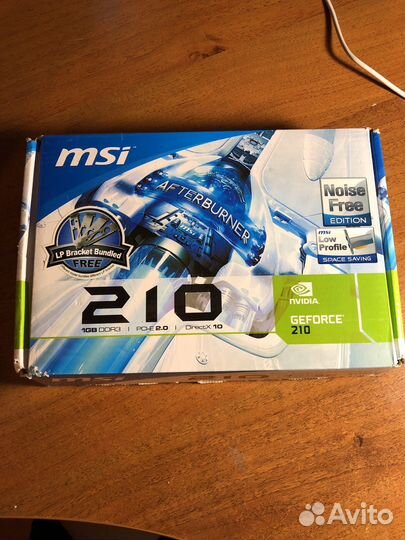 msi
AFTERBURNER
Noise
Free
EDITION
msi
Low
Profile
SPACE SAVING
LP Bracket Bundled
FREE
210
1GB DDR3 | PCI-E 2.0 | DirectX 10
NVIDIA
GEFORCE
210
Avito